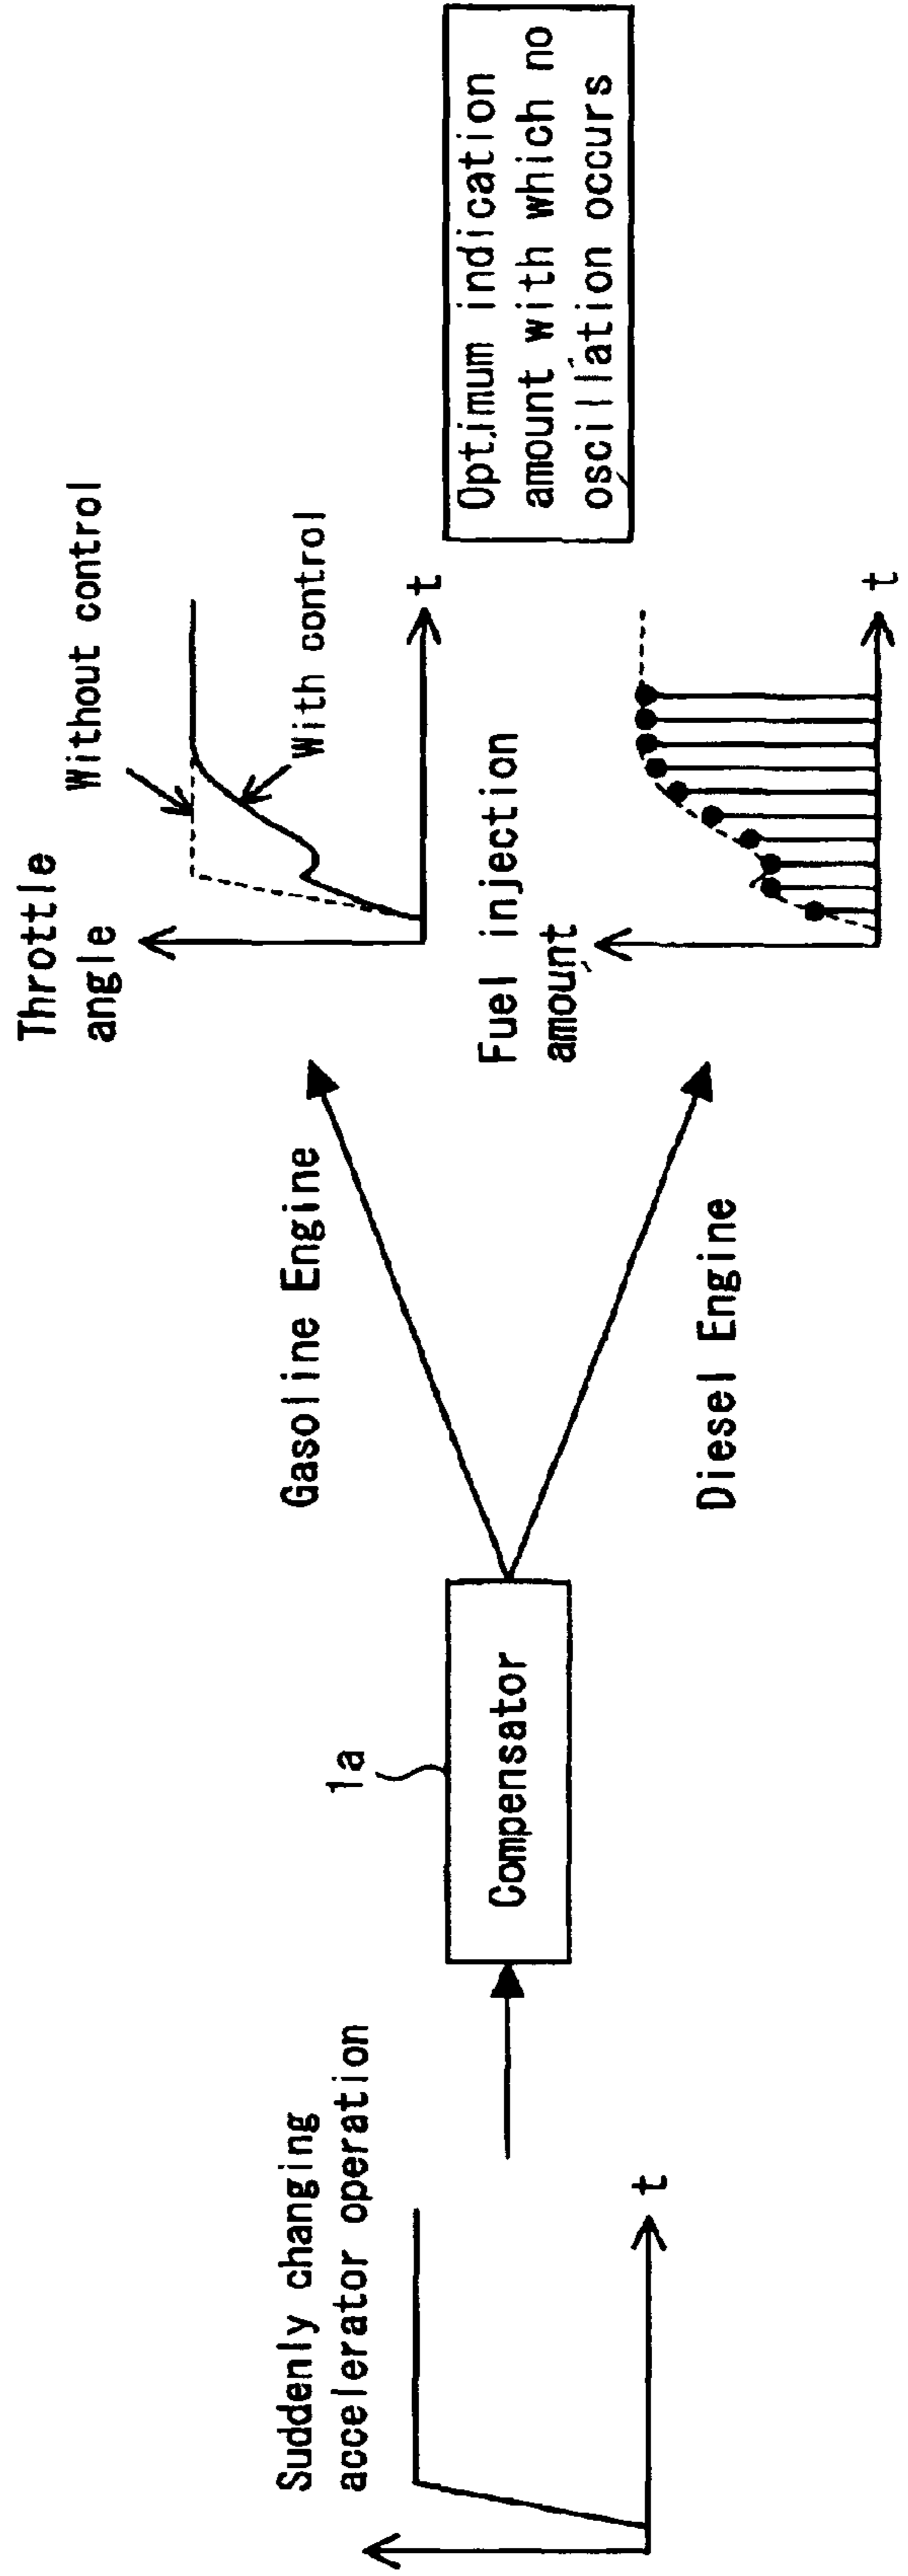 Suddenly changing
accelerator operation
t
1a
Compensator
Gasoline Engine
Diesel Engine
Throttle
angle
Without control
With control
t
Fuel injection
amount
t
Optimum indication
amount with which no
oscillation occurs